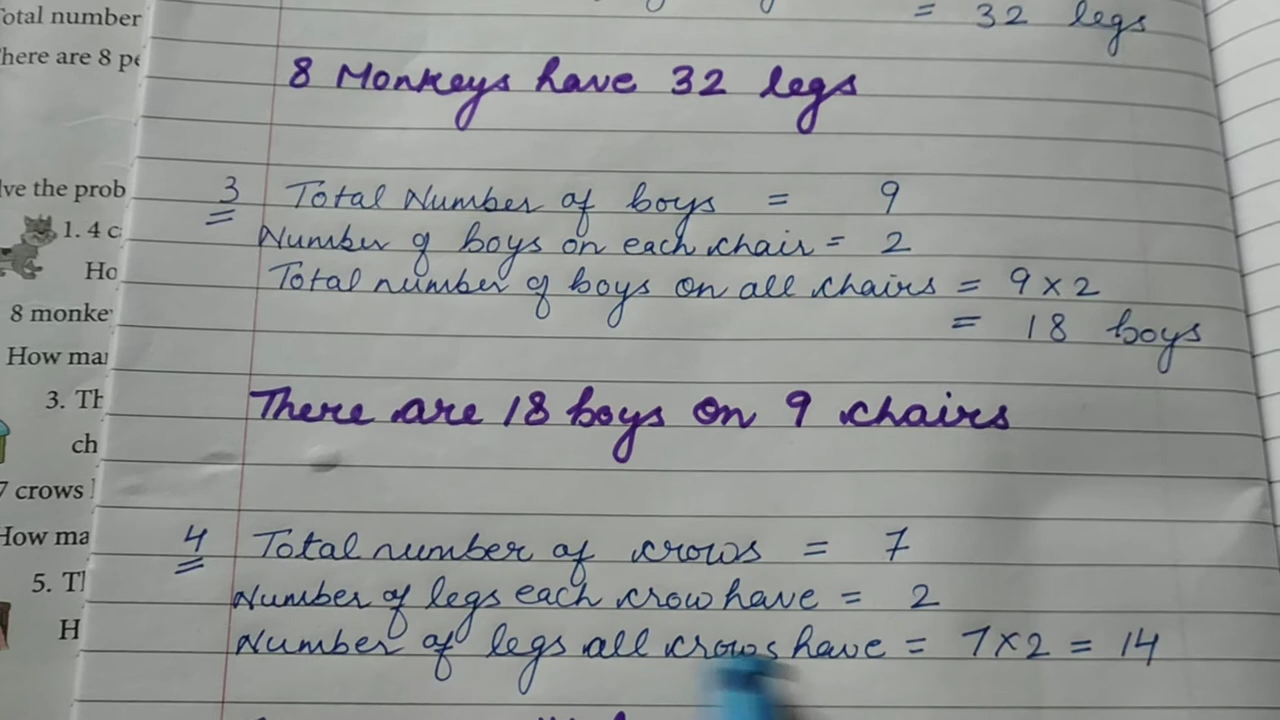 otal number
= 32 legs
here are 8 pe
8 Monkeys have 32 legs
lve the prob
3 Total Number of boys = 9
1. 4 c
Number of boys on each chair = 2
Ho
Total number of boys on all chairs = 9 x 2
8 monke
= 18 boys
How mai
3. Th
There are 18 boys on 9 chairs
ch
7 crows
How ma
4 Total number of crows = 7
5. T
Number of legs each crow have = 2
H
Number of legs all crows have = 7 x 2 = 14